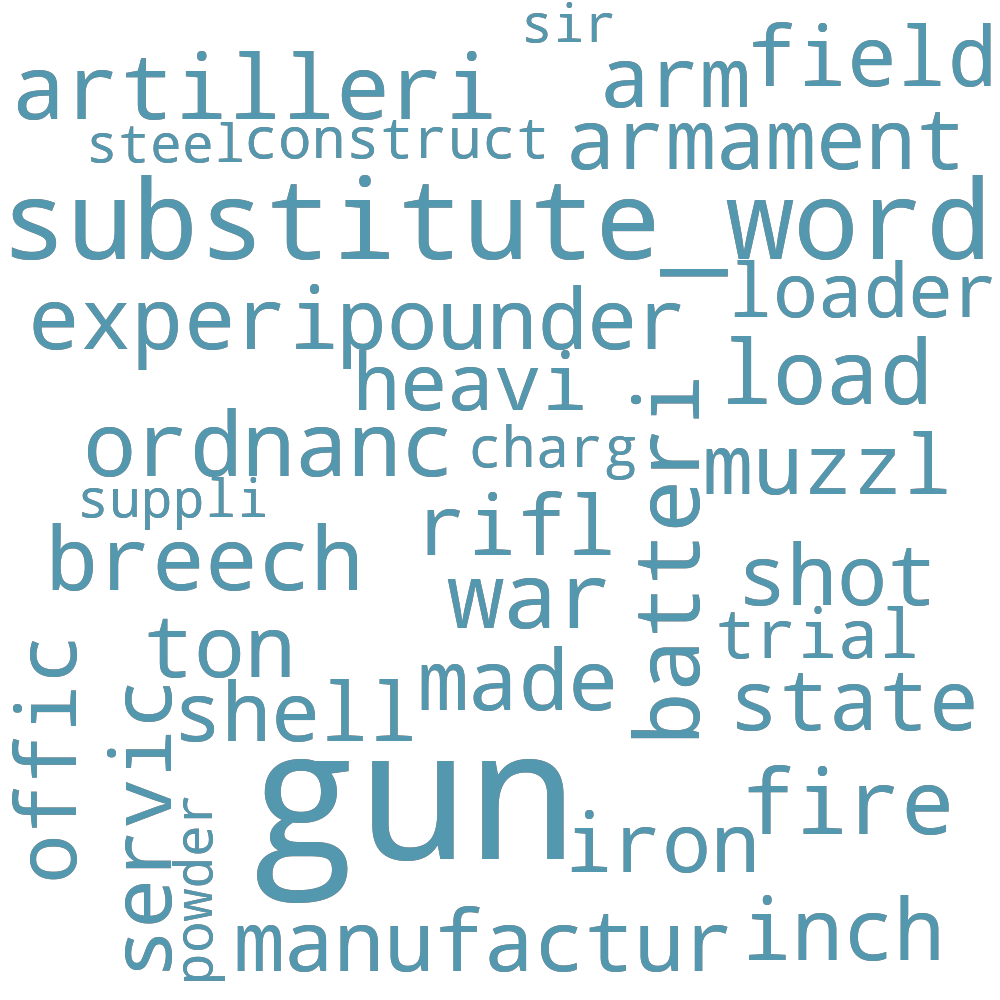 sir
artilleri
arm
field
steel
construct
armament
substitute_word
loader
experi
pounder
heavi
load
ordnanc
charg
batteri
muzzl
suppli
rifl
breech
war
shot
trial
ton
made
state
offic
servic
shell
gun
fire
iron
powder
manufactur
inch